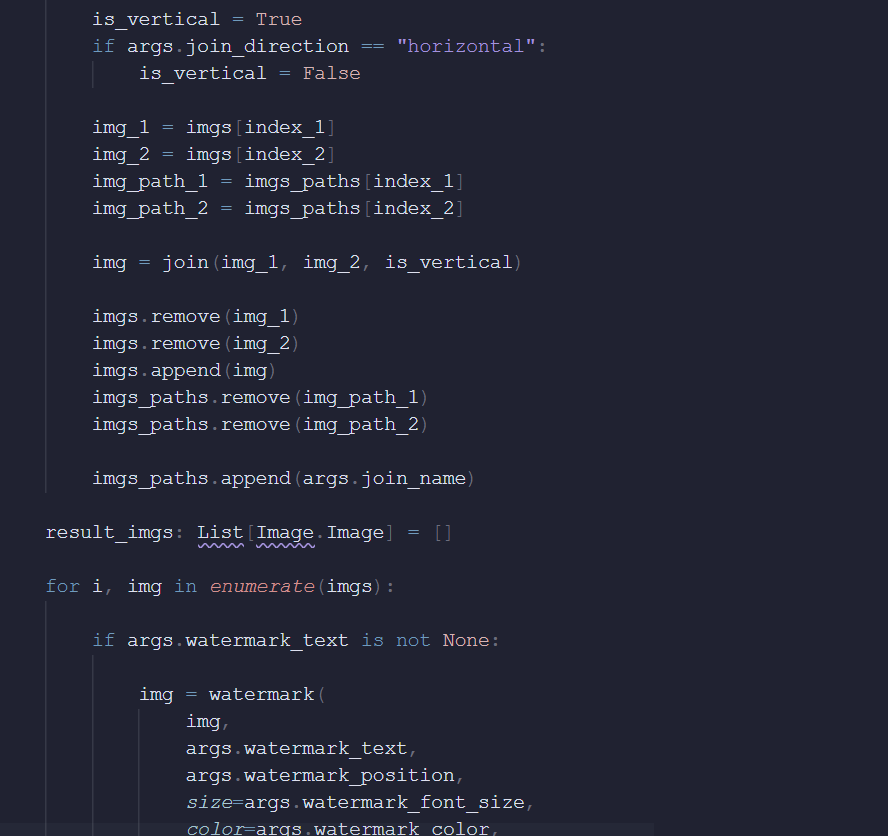 is_vertical = True
if args.join_direction == "horizontal":
is_vertical = False
img_1 = imgs[index_1]
img_2 = imgs[index_2]
img_path_1 = imgs_paths[index_1]
img_path_2 = imgs_paths[index_2]
img = join(img_1, img_2, is_vertical)
imgs.remove(img_1)
imgs.remove(img_2)
imgs.append(img)
imgs_paths.remove(img_path_1)
imgs_paths.remove(img_path_2)
imgs_paths.append(args.join_name)
result_imgs: List[Image.Image] = []
for i, img in enumerate(imgs):
if args.watermark_text is not None:
img = watermark(
img,
args.watermark_text,
args.watermark_position,
size=args.watermark_font_size,
color=args.watermark_color,